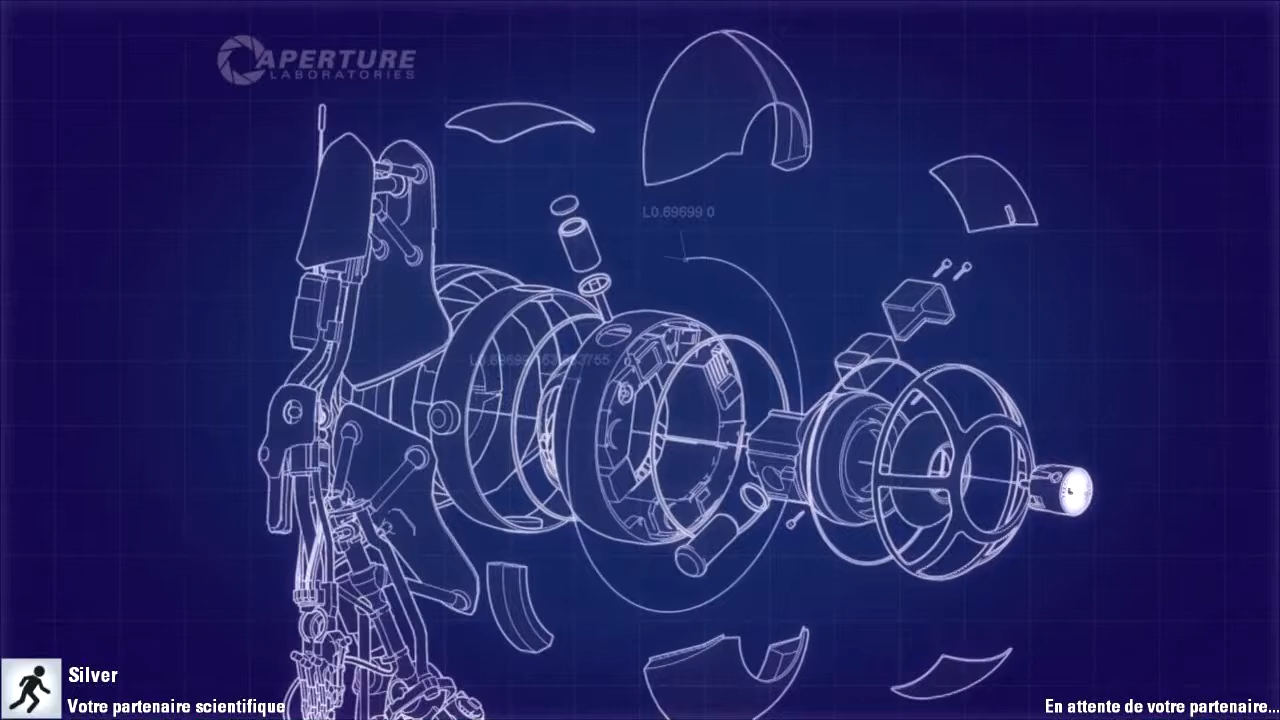 APERTURE
LABORATORIES
L0.69699 0
Silver
Votre partenaire scientifique
En attente de votre partenaire...